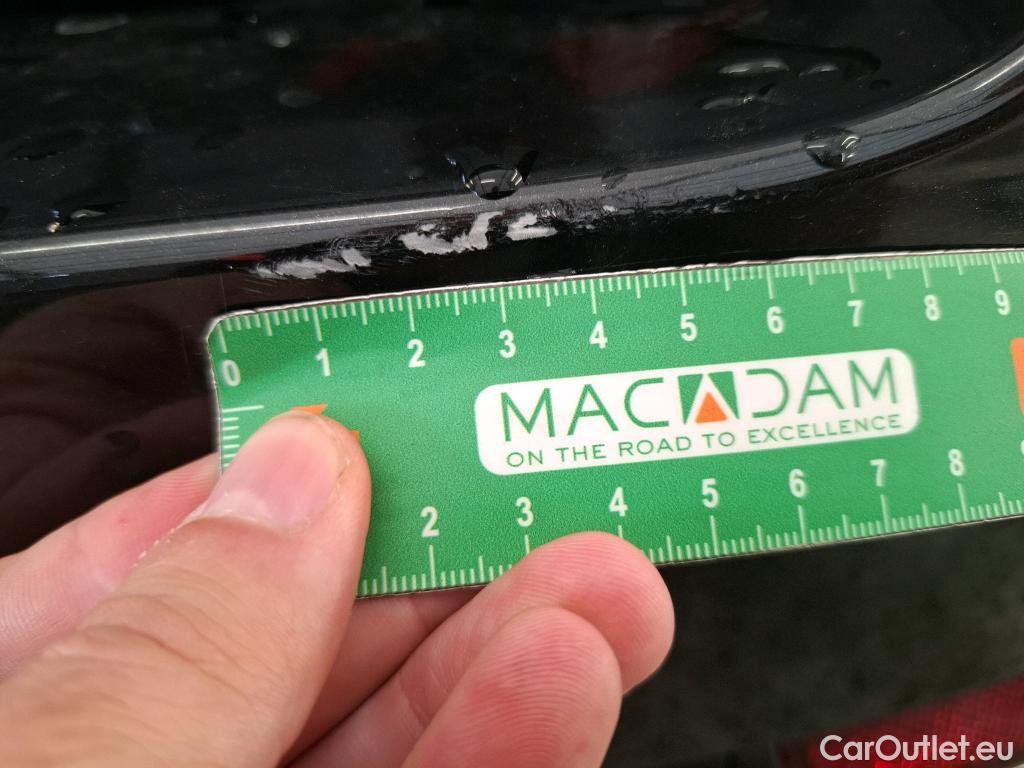 0 1 2 3 4 5 6 7 8 9
MACADAM
ON THE ROAD TO EXCELLENCE
2 3 4 5 6 7 8
CarOutlet.eu